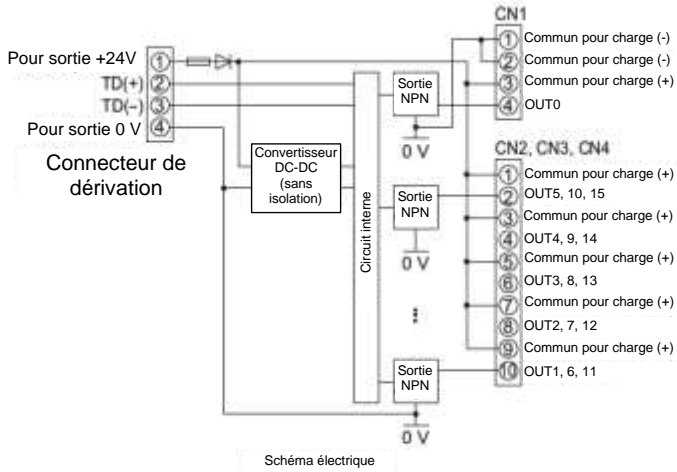 CN1
Pour sortie +24V ① 
TD(+) ②
TD(−) ③
Pour sortie 0 V ④
Connecteur de
dérivation
Convertisseur
DC-DC
(sans
isolation)
Circuit interne
Sortie
NPN
0 V
Sortie
NPN
0 V
Sortie
NPN
0 V
① Commun pour charge (-)
② Commun pour charge (-)
③ Commun pour charge (+)
④ OUT0
CN2, CN3, CN4
① Commun pour charge (+)
② OUT5, 10, 15
③ Commun pour charge (+)
④ OUT4, 9, 14
⑤ Commun pour charge (+)
⑥ OUT3, 8, 13
⑦ Commun pour charge (+)
⑧ OUT2, 7, 12
⑨ Commun pour charge (+)
⑩ OUT1, 6, 11
Schéma électrique